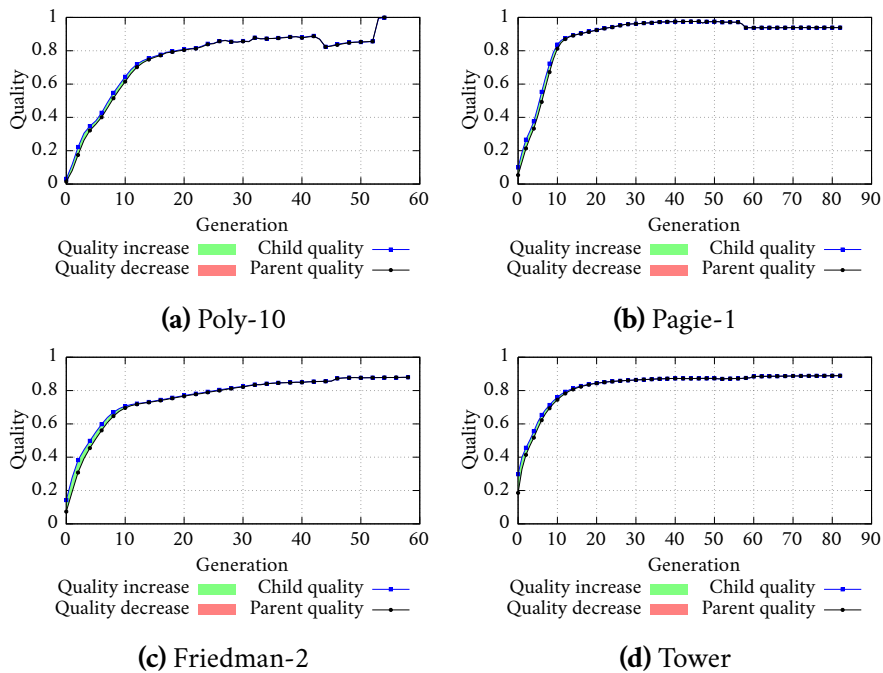 1
0.8
0.6
0.4
0.2
0
Quality
0 10 20 30 40 50 60
Generation
Quality increase Child quality
Quality decrease Parent quality
(a) Poly-10
1
0.8
0.6
0.4
0.2
0
Quality
0 10 20 30 40 50 60 70 80 90
Generation
Quality increase Child quality
Quality decrease Parent quality
(b) Pagie-1
1
0.8
0.6
0.4
0.2
0
Quality
0 10 20 30 40 50 60
Generation
Quality increase Child quality
Quality decrease Parent quality
(c) Friedman-2
1
0.8
0.6
0.4
0.2
0
Quality
0 10 20 30 40 50 60 70 80 90
Generation
Quality increase Child quality
Quality decrease Parent quality
(d) Tower